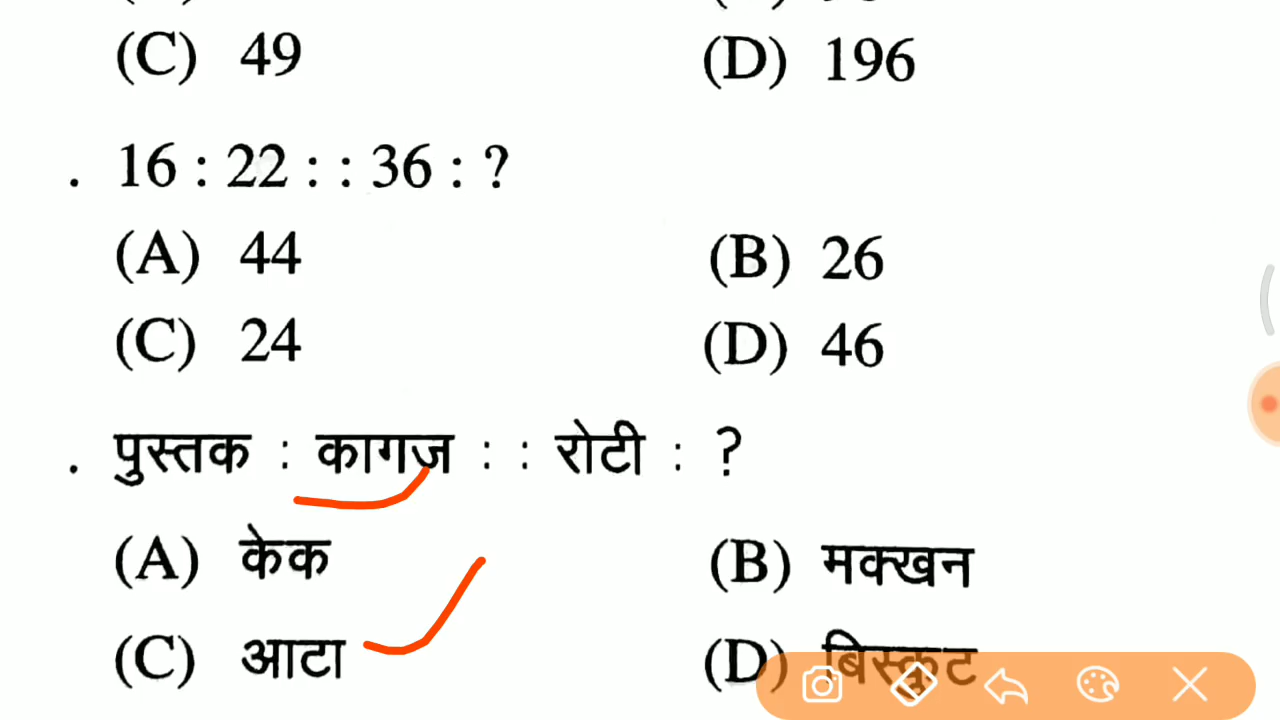 (C) 49 (D) 196
. 16 : 22 : : 36 : ?
(A) 44 (B) 26
(C) 24 (D) 46
. पुस्तक : कागज : : रोटी : ?
(A) केक (B) मक्खन
(C) आटा (D) बिस्कुट